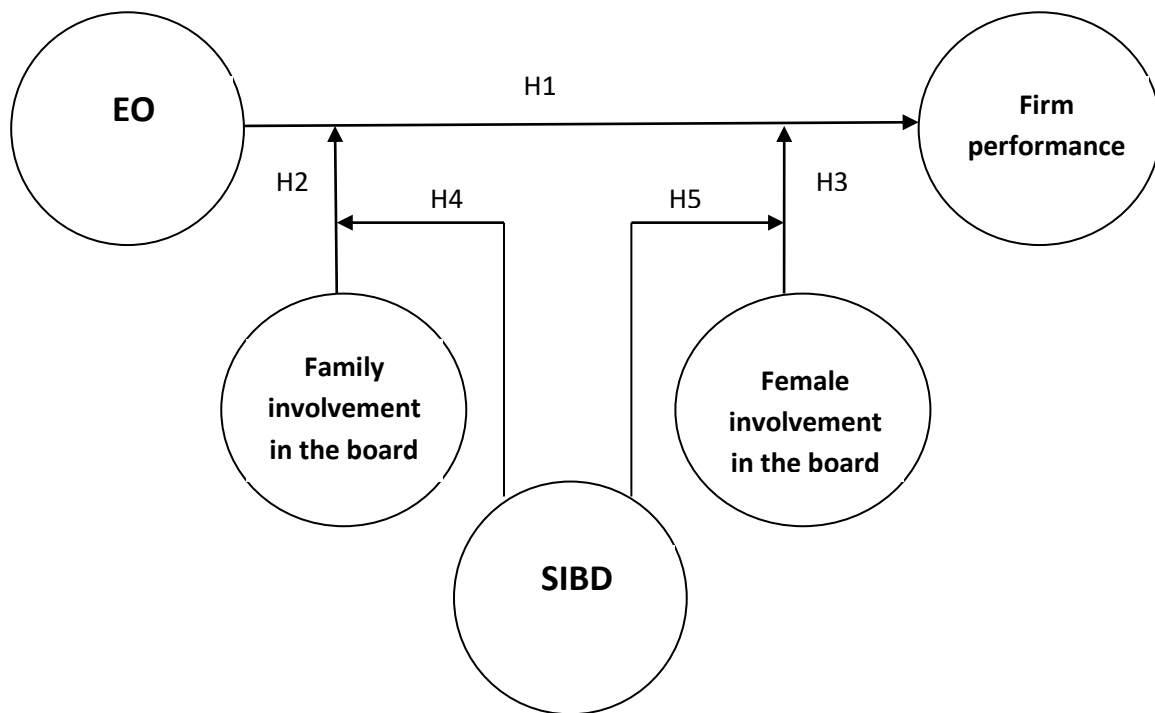 H1
EO
Firm
performance
H2
H3
H4
H5
Family
involvement
in the board
Female
involvement
in the board
SIBD